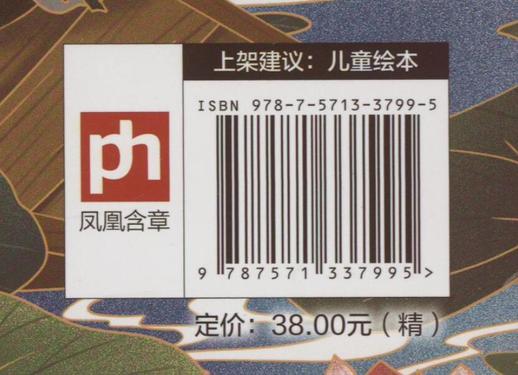 上架建议：儿童绘本
ISBN 978-7-5713-3799-5
ph
凤凰含章
9 787571 337995 >
定价：38.00元（精）